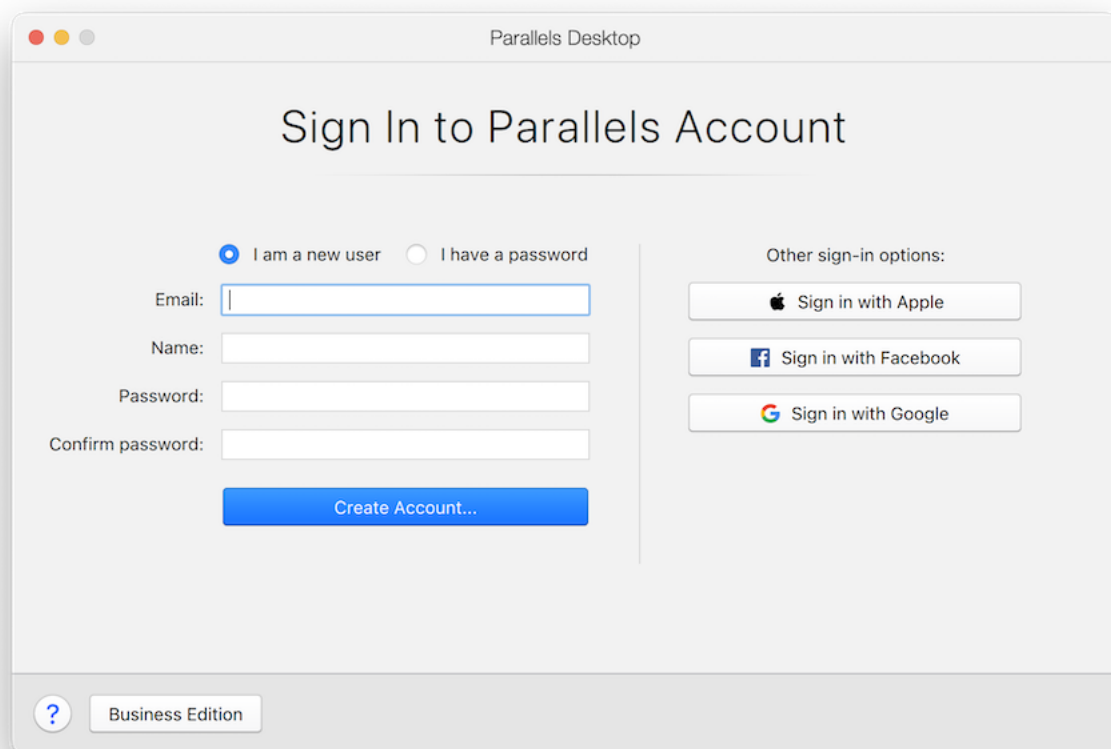 Parallels Desktop
Sign In to Parallels Account
I am a new user I have a password
Email:
Name:
Password:
Confirm password:
Create Account...
Other sign-in options:
Sign in with Apple
Sign in with Facebook
Sign in with Google
? Business Edition